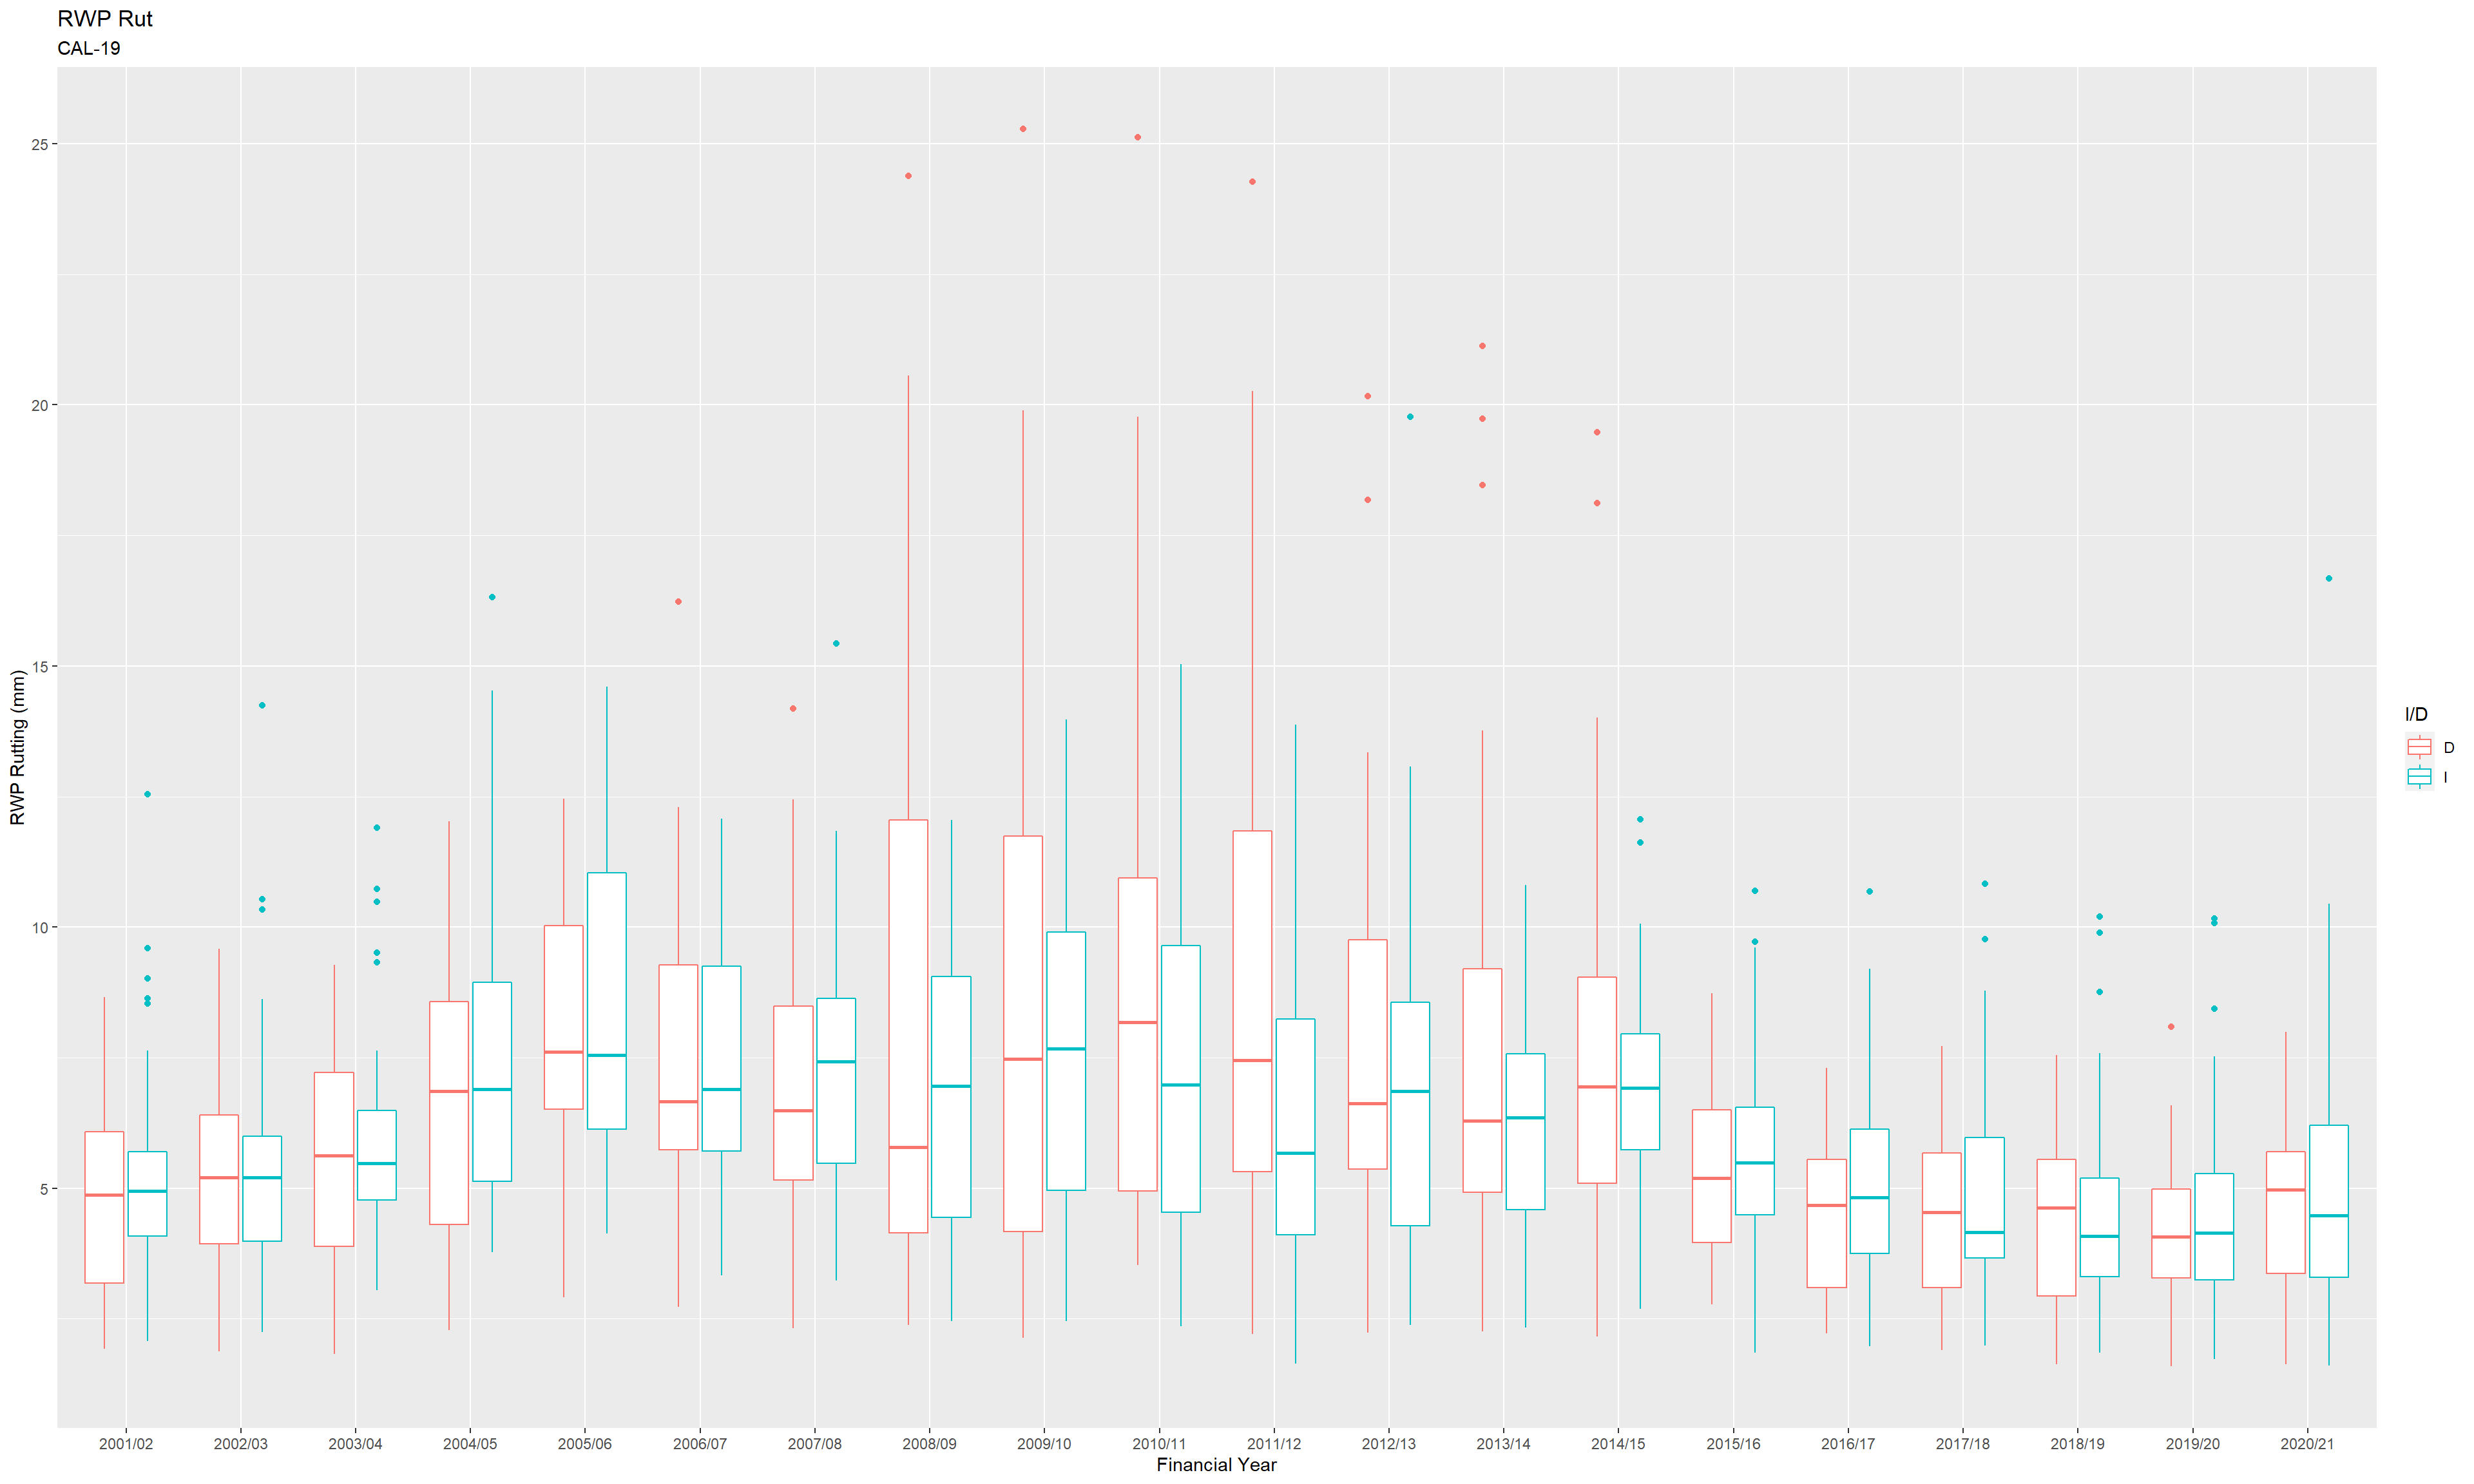 RWP Rut
CAL-19
25
20
15
10
5
RWP Rutting (mm)
2001/02 2002/03 2003/04 2004/05 2005/06 2006/07 2007/08 2008/09 2009/10 2010/11 2011/12 2012/13 2013/14 2014/15 2015/16 2016/17 2017/18 2018/19 2019/20 2020/21
Financial Year
I/D
D
I